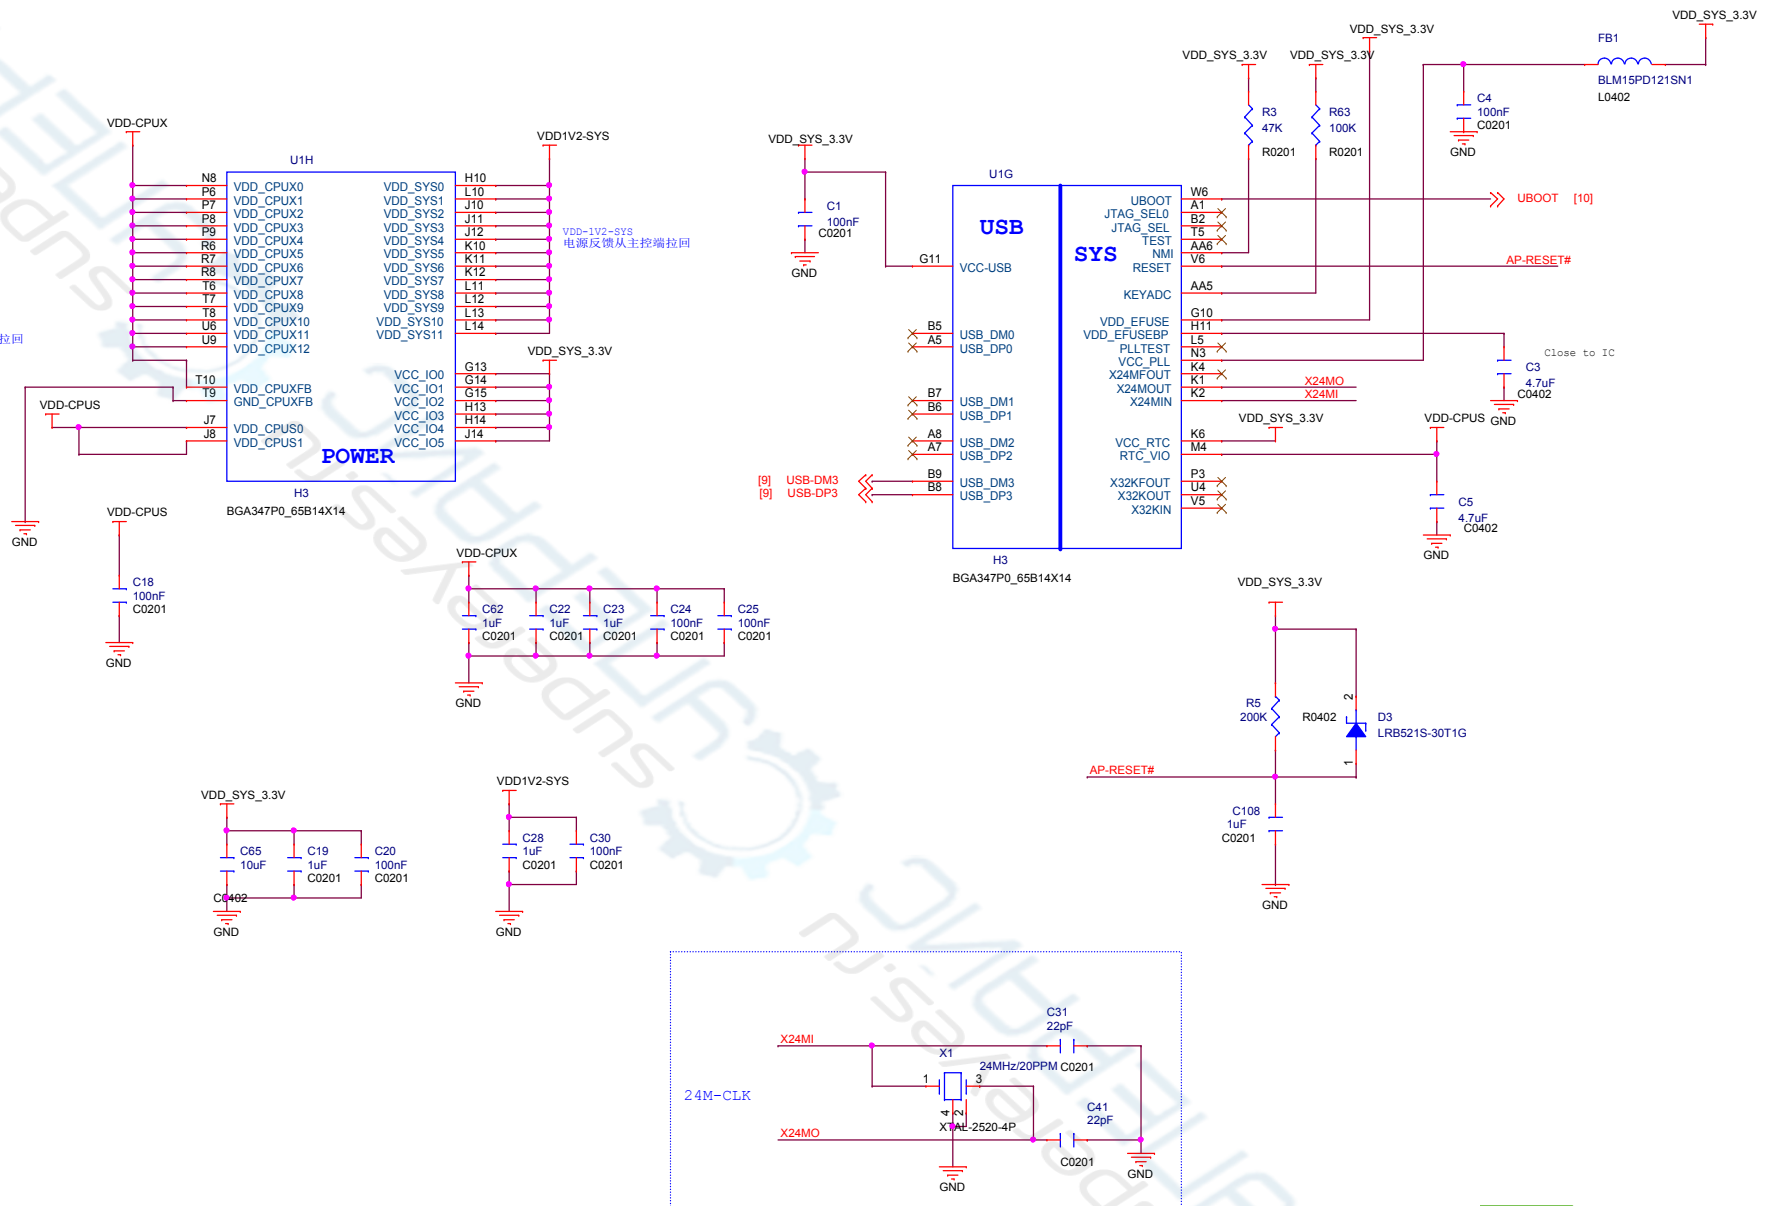 VDD_SYS_3.3V
VDD_SYS_3.3V
FB1
VDD_SYS_3.3V
VDD_SYS_3.3V
BLM15PD121SN1
L0402
C4
100nF
C0201
GND
R3
47K
R0201
R63
100K
R0201
VDD-CPUX
VDD1V2-SYS
VDD_SYS_3.3V
U1H
U1G
N8 VDD_CPUX0 VDD_SYS0 H10
P6 VDD_CPUX1 VDD_SYS1 L10
P7 VDD_CPUX2 VDD_SYS2 J10
P8 VDD_CPUX3 VDD_SYS3 J11
P9 VDD_CPUX4 VDD_SYS4 J12
R6 VDD_CPUX5 VDD_SYS5 K10
R7 VDD_CPUX6 VDD_SYS6 K11
R8 VDD_CPUX7 VDD_SYS7 K12
T6 VDD_CPUX8 VDD_SYS8 L11
T7 VDD_CPUX9 VDD_SYS9 L12
T8 VDD_CPUX10 VDD_SYS10 L13
U6 VDD_CPUX11 VDD_SYS11 L14
U9 VDD_CPUX12
VDD-1V2-SYS
电源反馈从主控端拉回
拉回
VDD_SYS_3.3V
VCC_IO0 G13
T10 VDD_CPUXFB VCC_IO1 G14
T9 GND_CPUXFB VCC_IO2 G15
VCC_IO3 H13
J7 VDD_CPUS0 VCC_IO4 H14
J8 VDD_CPUS1 VCC_IO5 J14
VDD-CPUS
POWER
H3
BGA347P0_65B14X14
GND
C1
100nF
C0201
GND
USB
SYS
G11 VCC-USB
B5 USB_DM0
A5 USB_DP0
B7 USB_DM1
B6 USB_DP1
A8 USB_DM2
A7 USB_DP2
[9] USB-DM3 B9 USB_DM3
[9] USB-DP3 B8 USB_DP3
UBOOT W6 UBOOT [10]
JTAG_SEL0 A1
JTAG_SEL B2
TEST T5
NMI AA6
RESET V6 AP-RESET#
KEYADC AA5
VDD_EFUSE G10
VDD_EFUSEBP H11
PLLTEST L5
VCC_PLL N3
X24MFOUT K4
X24MOUT K1 X24MO
X24MIN K2 X24MI
VCC_RTC K6 VDD_SYS_3.3V
RTC_VIO M4 VDD-CPUS
X32KFOUT P3
X32KOUT U4
X32KIN V5
Close to IC
C3
4.7uF
C0402
GND
C5
4.7uF
C0402
GND
H3
BGA347P0_65B14X14
VDD-CPUS
C18
100nF
C0201
GND
VDD-CPUX
C62 C22 C23 C24 C25
1uF 1uF 1uF 100nF 100nF
C0201 C0201 C0201 C0201 C0201
GND
VDD_SYS_3.3V
R5
200K
R0402
2
D3
LRB521S-30T1G
1
AP-RESET#
C108
1uF
C0201
GND
VDD_SYS_3.3V
C65 C19 C20
10uF 1uF 100nF
C0402 C0201 C0201
GND
VDD1V2-SYS
C28 C30
1uF 100nF
C0201 C0201
GND
C31
22pF
X24MI
X1
24MHz/20PPM C0201
1 3
24M-CLK
4 2
XTAL-2520-4P
C41
22pF
X24MO
C0201
GND
GND